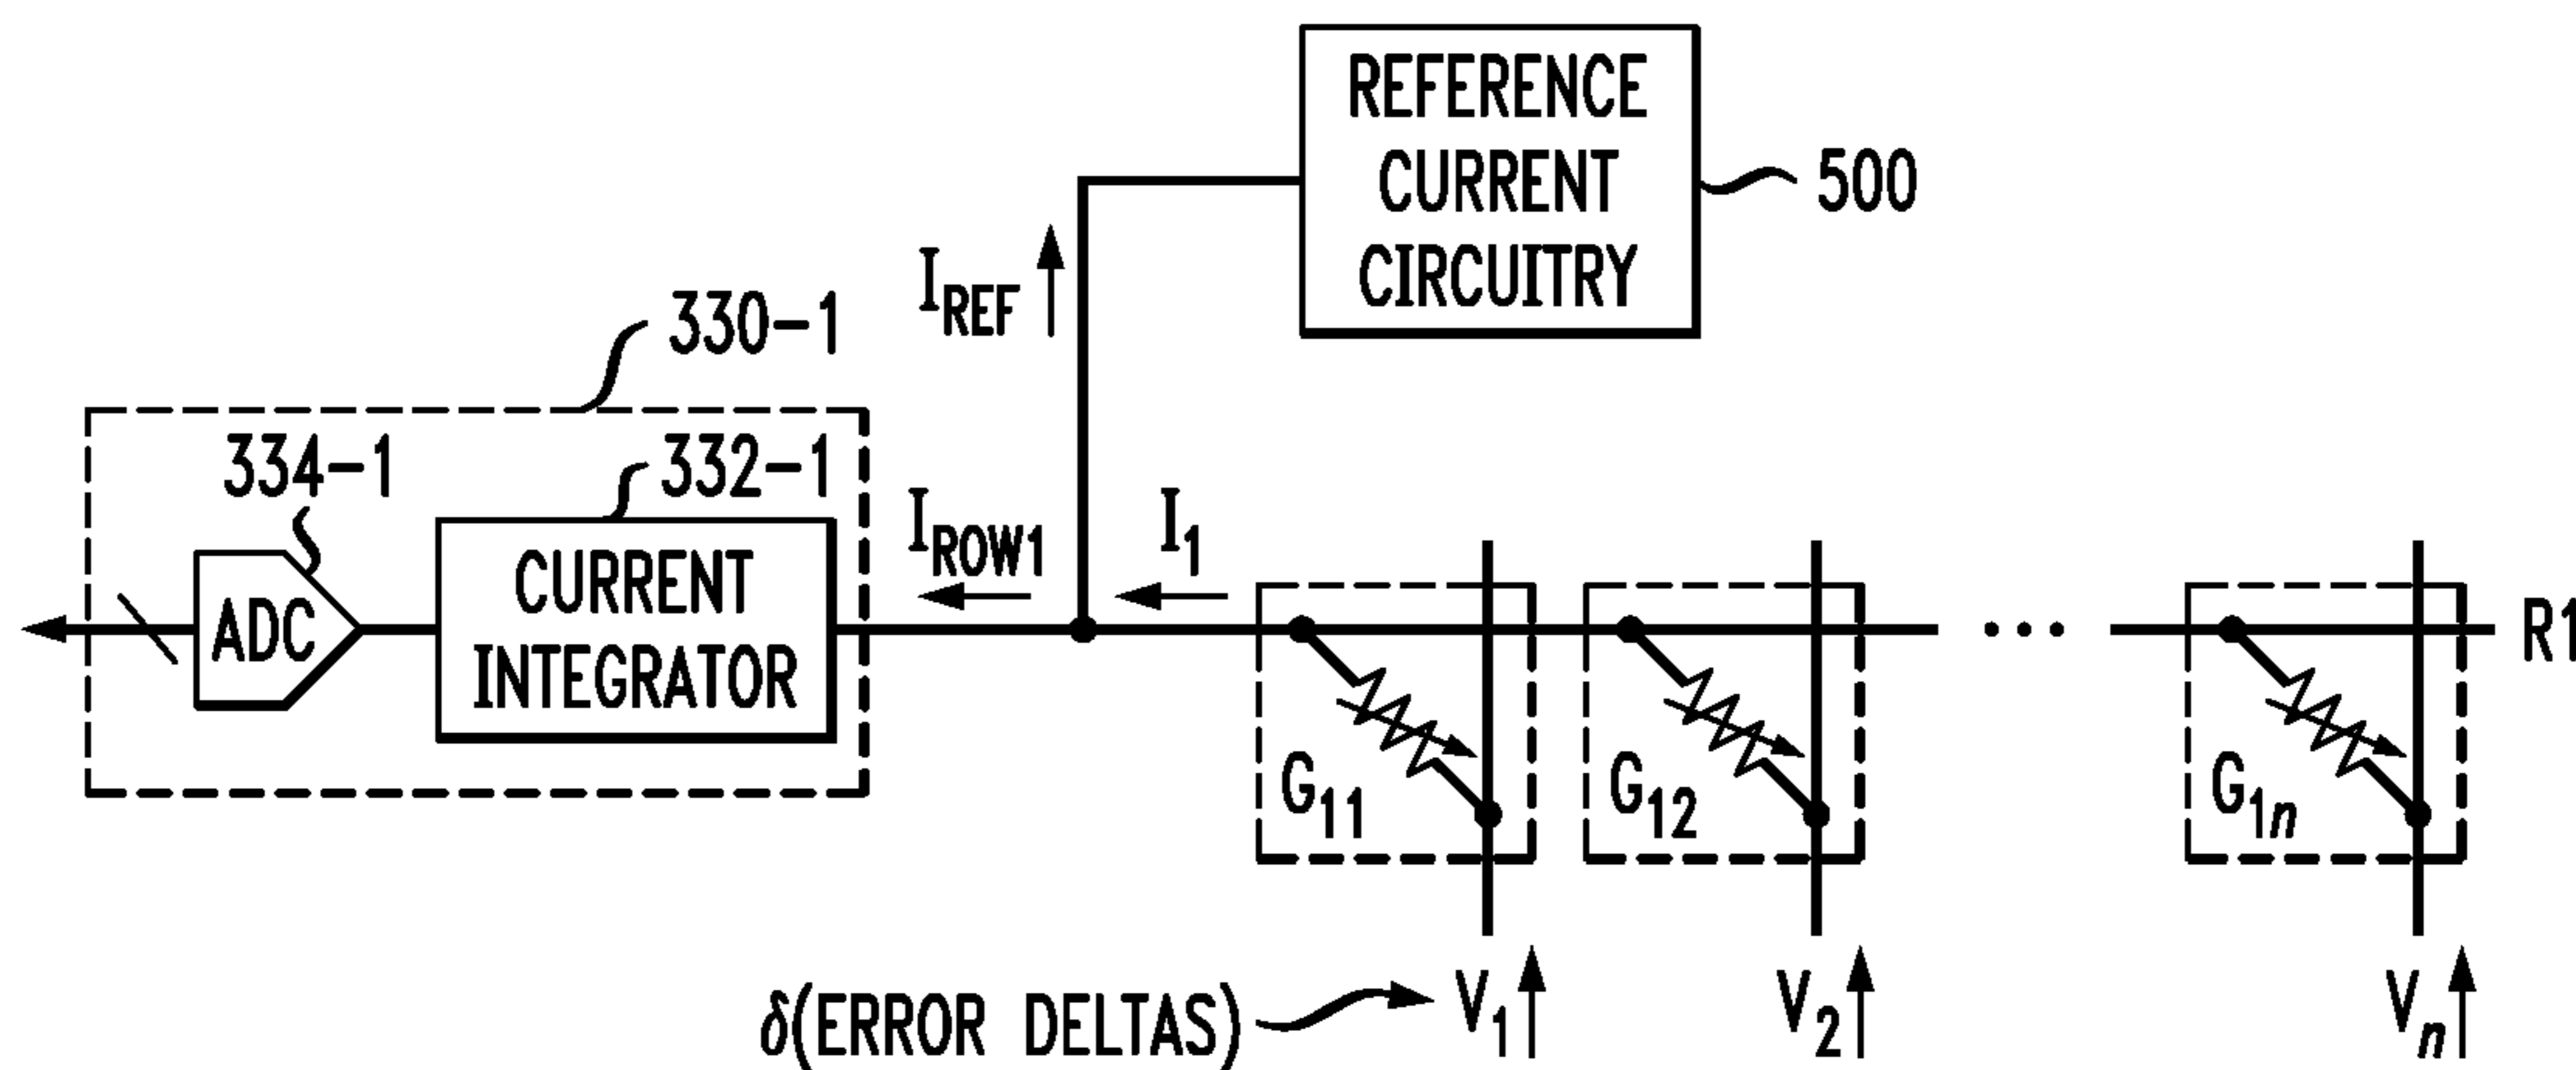 REFERENCE
CURRENT
CIRCUITRY
500
I_REF
330-1
334-1
332-1
I_ROW1
I_1
ADC
CURRENT
INTEGRATOR
R1
G_11
G_12
G_1n
δ(ERROR DELTAS)
V_1
V_2
V_n